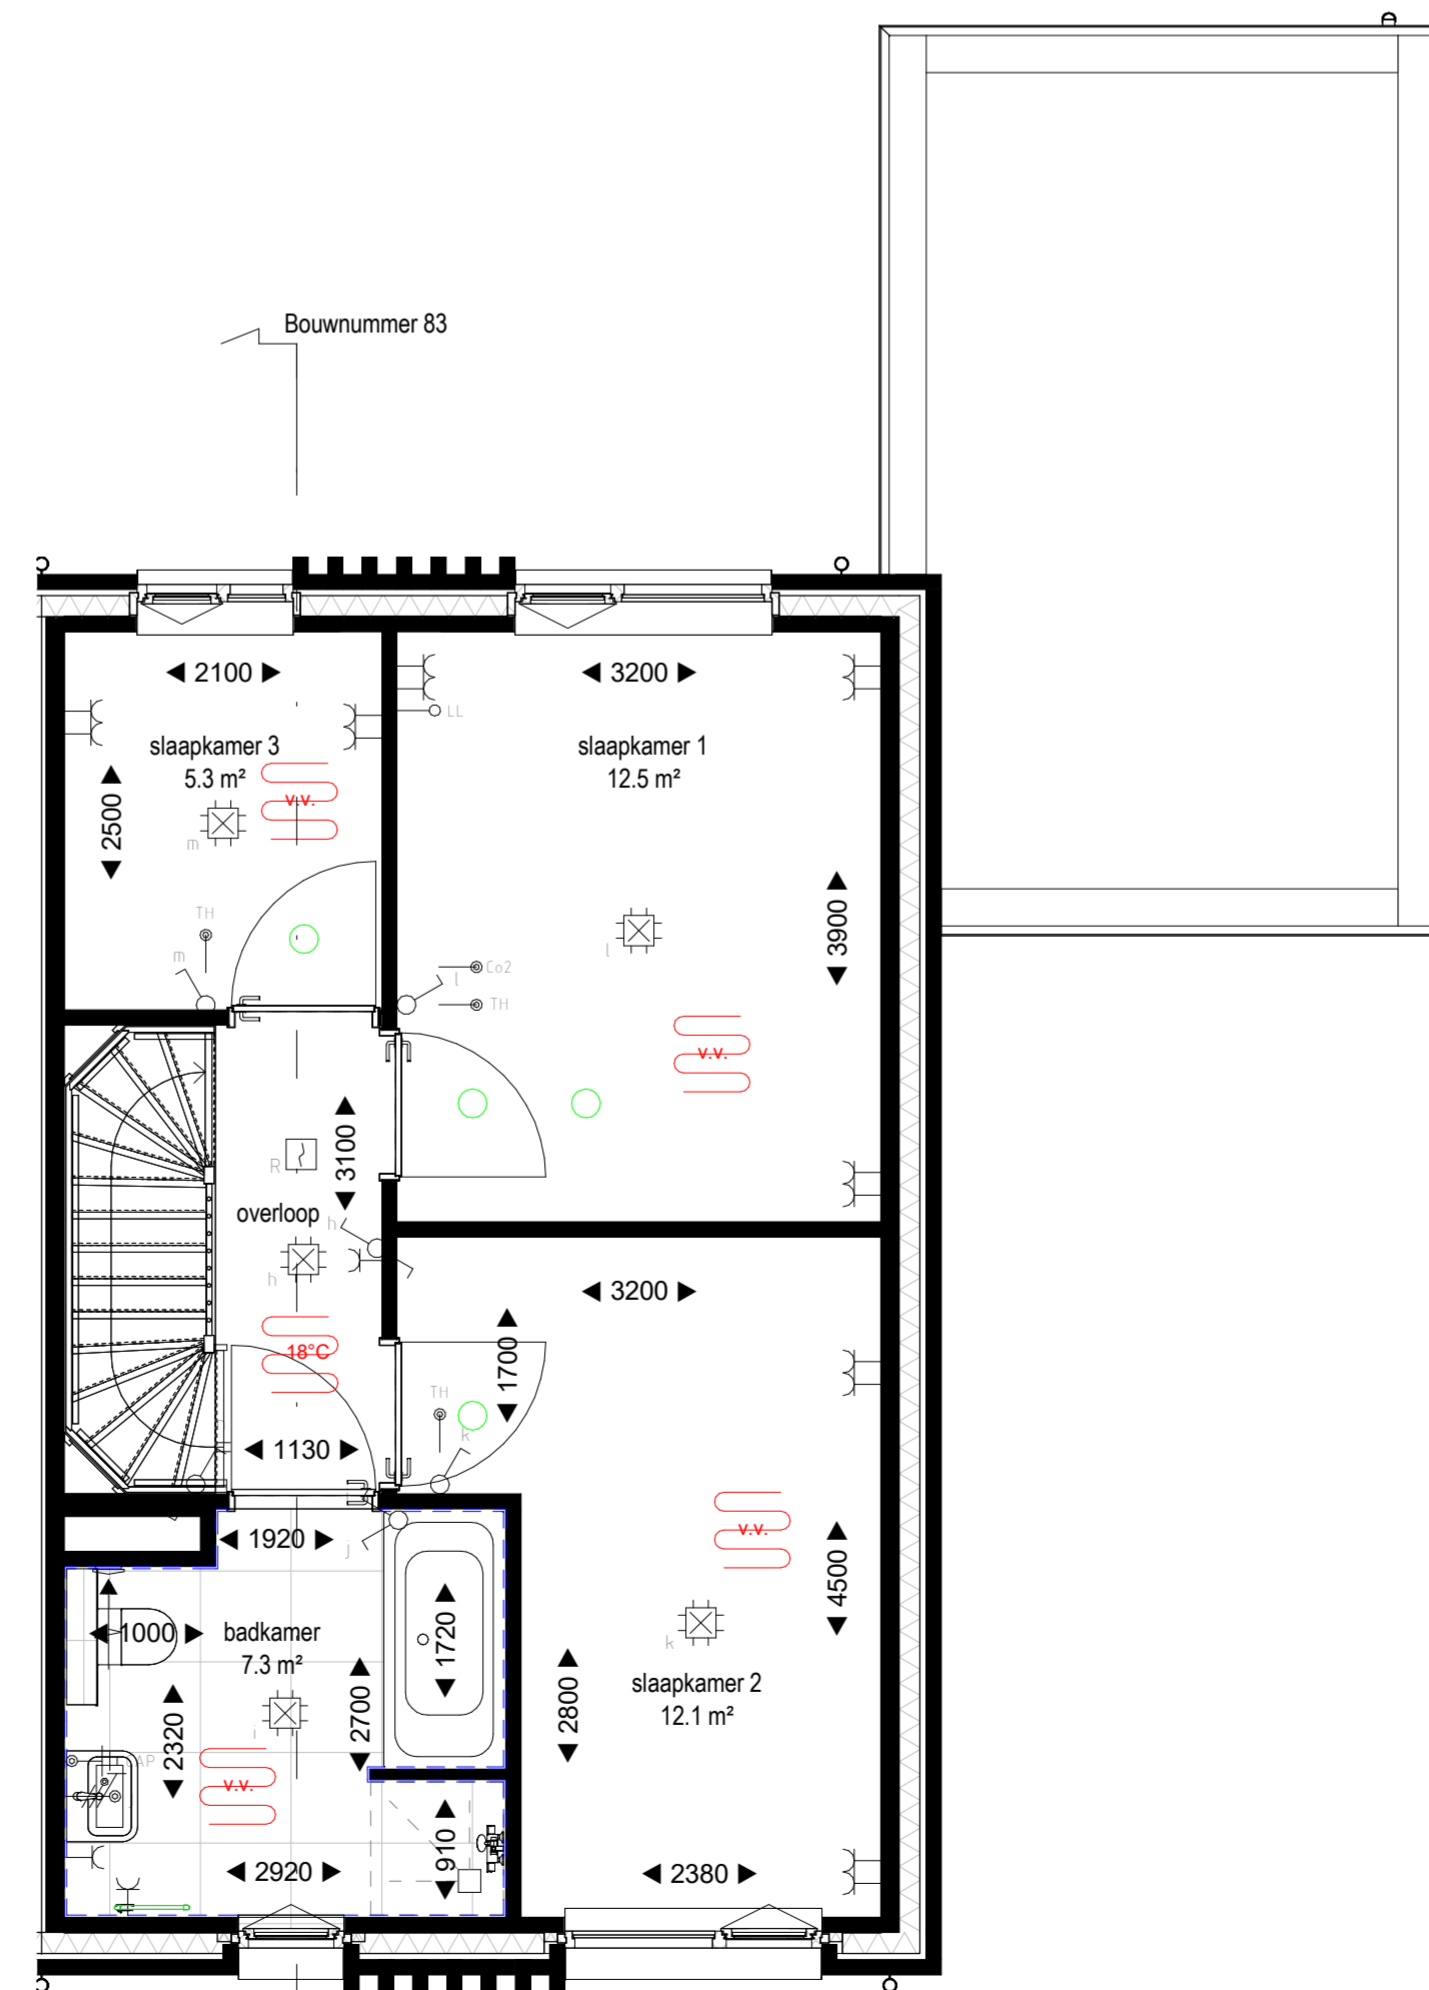 Bouwnummer 83
2100
3200
LL
slaapkamer 3
5.3 m²
slaapkamer 1
12.5 m²
v.v.
2500
m
3900
TH
m
Co2
l
l
TH
v.v.
3100
R
overloop
h
h
3200
18°C
1700
TH
k
1130
v.v.
1920
j
4500
1000
badkamer
7.3 m²
1720
k
2700
2800
slaapkamer 2
12.1 m²
2320
i
v.v.
910
2920
2380